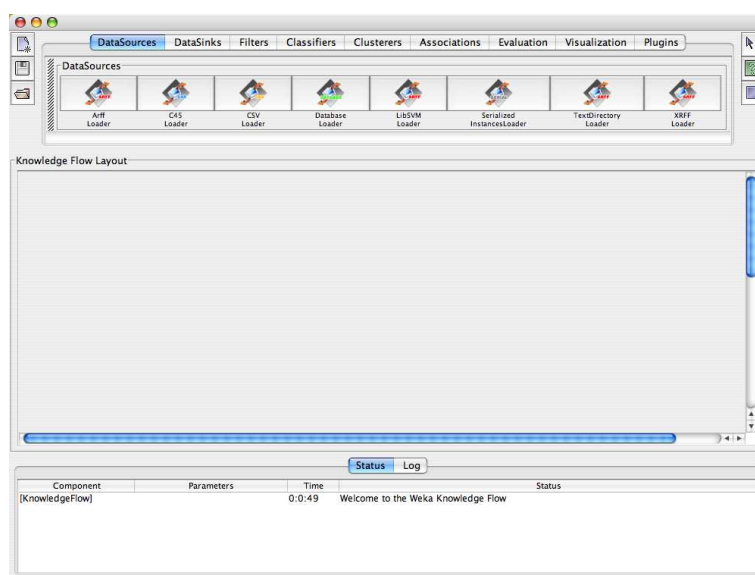 DataSources DataSinks Filters Classifiers Clusterers Associations Evaluation Visualization Plugins
DataSources
Arff Loader
C45 Loader
CSV Loader
Database Loader
LibSVM Loader
Serialized InstancesLoader
TextDirectory Loader
XRFF Loader
Knowledge Flow Layout
Status Log
Component Parameters Time Status
[KnowledgeFlow] 0:0:49 Welcome to the Weka Knowledge Flow